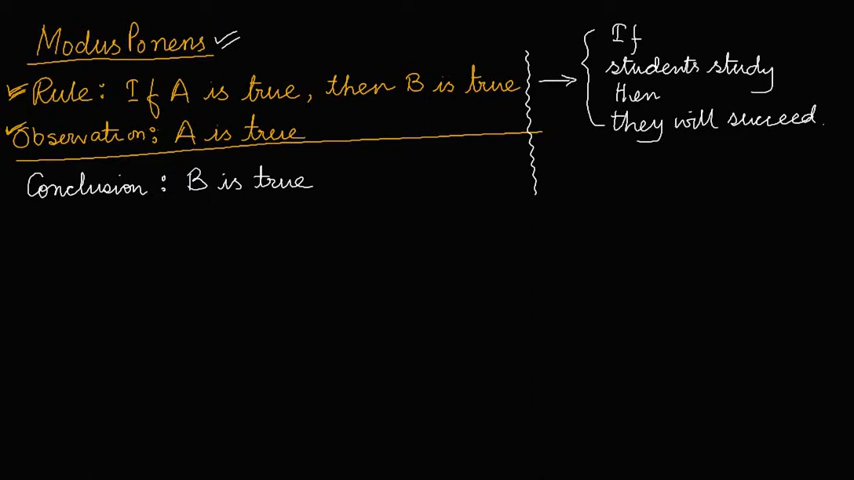 Modus Ponens
Rule: If A is true, then B is true
Observation: A is true
Conclusion: B is true
If
students study
then
they will succeed.